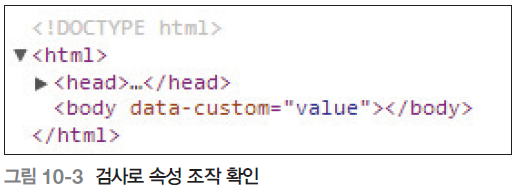 <!DOCTYPE html>
▼<html>
▶<head>…</head>
<body data-custom="value"></body>
</html>
그림 10-3 검사로 속성 조작 확인